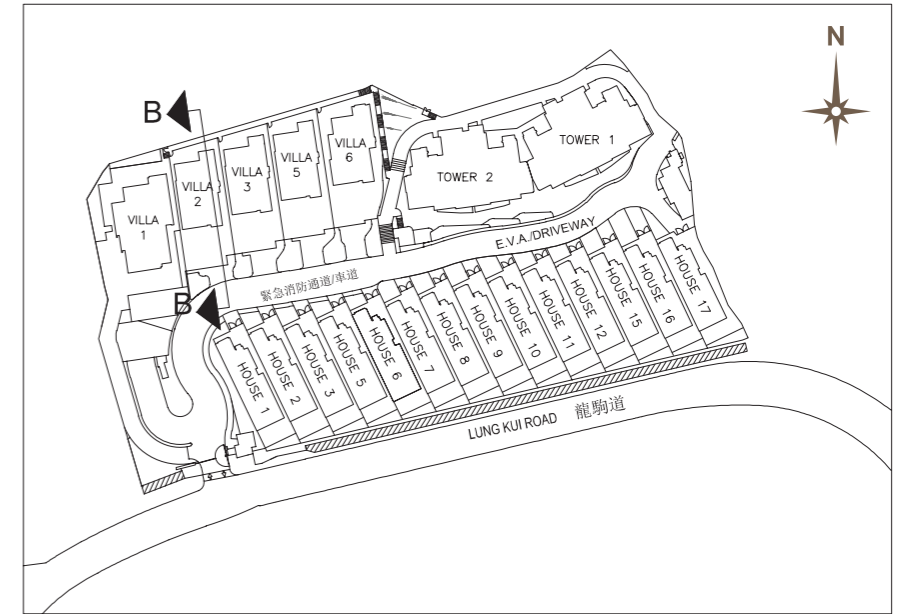 N
B
VILLA
1
VILLA
2
VILLA
3
VILLA
5
VILLA
6
TOWER 2
TOWER 1
E.V.A./DRIVEWAY
緊急消防通道/車道
B
HOUSE 1
HOUSE 2
HOUSE 3
HOUSE 5
HOUSE 6
HOUSE 7
HOUSE 8
HOUSE 9
HOUSE 10
HOUSE 11
HOUSE 12
HOUSE 15
HOUSE 16
HOUSE 17
LUNG KUI ROAD 龍駒道